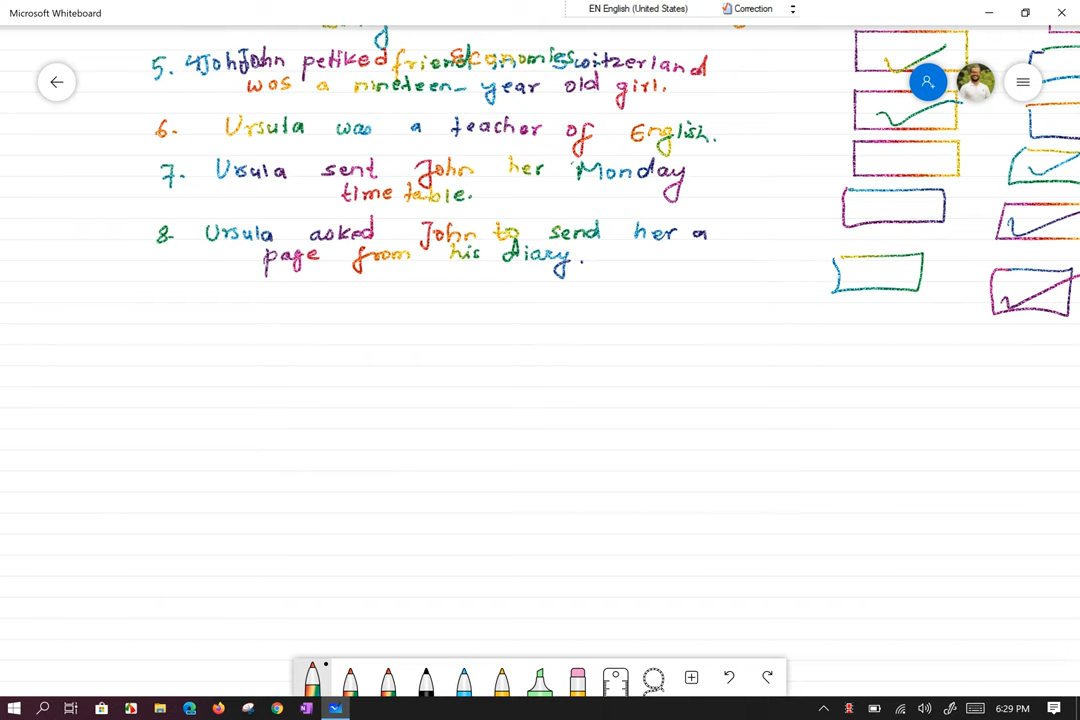 Microsoft Whiteboard
EN English (United States) Correction
5. John friend Switzerland
was a nineteen-year old girl.
6. Ursula was a teacher of English.
7. Ursula sent John her Monday
time table.
8. Ursula asked John to send her a
page from his diary.
6:29 PM